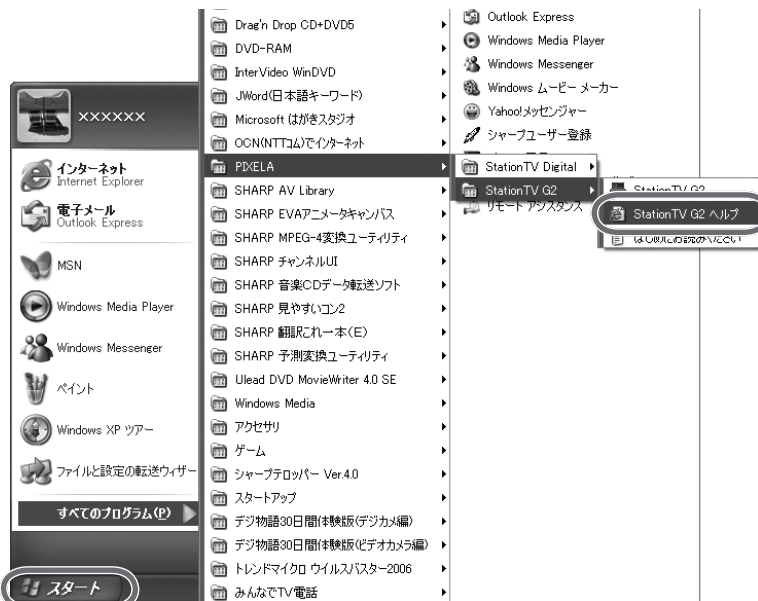 xxxxxx
インターネット
Internet Explorer
電子メール
Outlook Express
MSN
Windows Media Player
Windows Messenger
ペイント
Windows XP ツアー
ファイルと設定の転送ウィザー
すべてのプログラム(P)
スタート
Drag'n Drop CD+DVD5
DVD-RAM
InterVideo WinDVD
JWord(日本語キーワード)
Microsoft はがきスタジオ
OCN(NTTコム)でインターネット
PIXELA
SHARP AV Library
SHARP EVAアニメータキャンバス
SHARP MPEG-4変換ユーティリティ
SHARP チャンネルUI
SHARP 音楽CDデータ転送ソフト
SHARP 見やすいコン2
SHARP 翻訳これ一本(E)
SHARP 予測変換ユーティリティ
Ulead DVD MovieWriter 4.0 SE
Windows Media
アクセサリ
ゲーム
シャープテロッパー Ver.4.0
スタートアップ
デジ物語30日間体験版(デジカメ編)
デジ物語30日間体験版(ビデオカメラ編)
トレンドマイクロ ウイルスバスター2006
みんなでTV電話
Outlook Express
Windows Media Player
Windows Messenger
Windows ムービー メーカー
Yahoo!メッセンジャー
シャープユーザー登録
StationTV Digital
StationTV G2
リモート アシスタンス
StationTV G2
StationTV G2 ヘルプ
はじめにお読みください